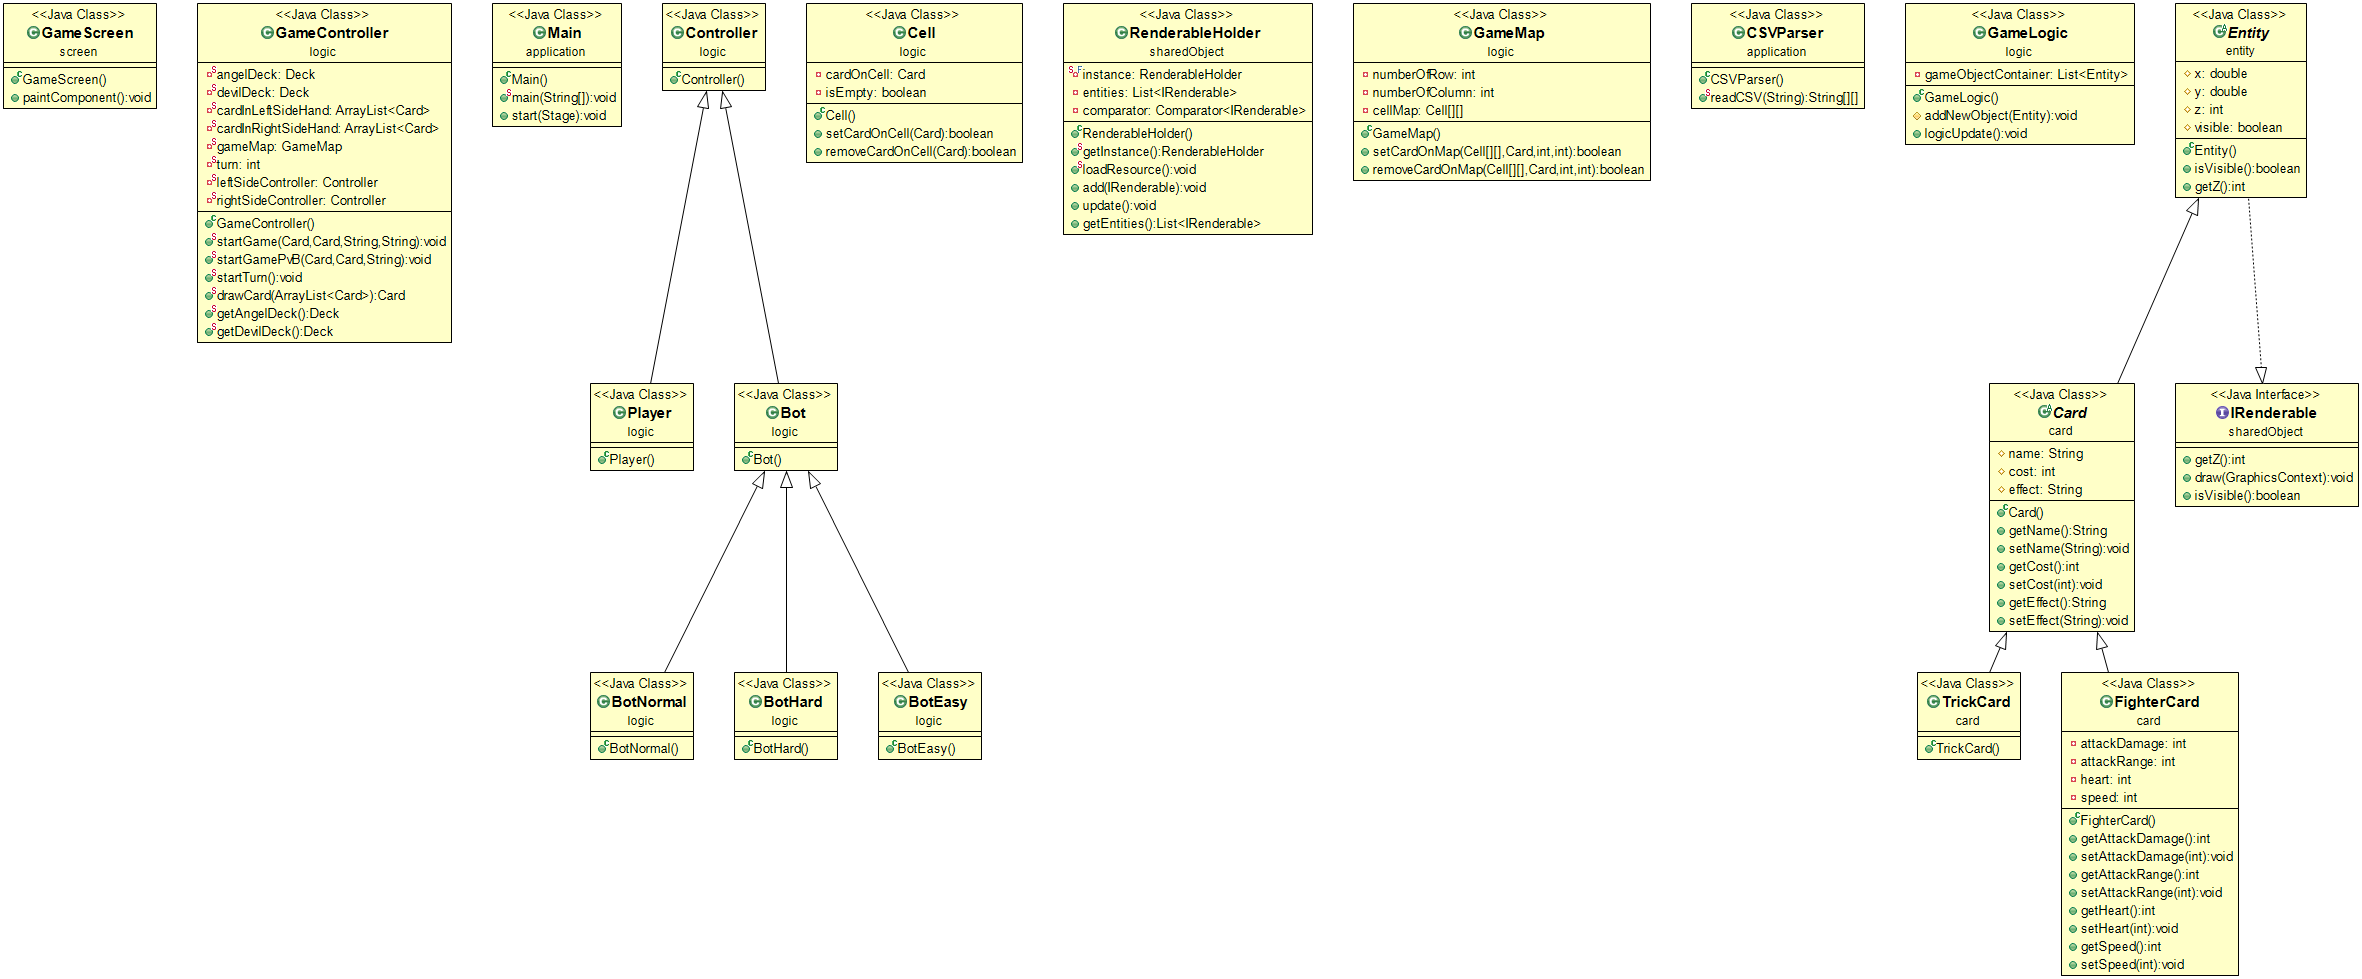 <<Java Class>>
GameScreen
screen
GameScreen()
paintComponent():void
<<Java Class>>
GameController
logic
angelDeck: Deck
devilDeck: Deck
cardInLeftSideHand: ArrayList<Card>
cardInRightSideHand: ArrayList<Card>
gameMap: GameMap
turn: int
leftSideController: Controller
rightSideController: Controller
GameController()
startGame(Card,Card,String,String):void
startGamePvB(Card,Card,String):void
startTurn():void
drawCard(ArrayList<Card>):Card
getAngelDeck():Deck
getDevilDeck():Deck
<<Java Class>>
Main
application
Main()
main(String[]):void
start(Stage):void
<<Java Class>>
Controller
logic
Controller()
<<Java Class>>
Cell
logic
cardOnCell: Card
isEmpty: boolean
Cell()
setCardOnCell(Card):boolean
removeCardOnCell(Card):boolean
<<Java Class>>
RenderableHolder
sharedObject
instance: RenderableHolder
entities: List<IRenderable>
comparator: Comparator<IRenderable>
RenderableHolder()
getInstance():RenderableHolder
loadResource():void
add(IRenderable):void
update():void
getEntities():List<IRenderable>
<<Java Class>>
GameMap
logic
numberOfRow: int
numberOfColumn: int
cellMap: Cell[][]
GameMap()
setCardOnMap(Cell[][],Card,int,int):boolean
removeCardOnMap(Cell[][],Card,int,int):boolean
<<Java Class>>
CSVParser
application
CSVParser()
readCSV(String):String[][]
<<Java Class>>
GameLogic
logic
gameObjectContainer: List<Entity>
GameLogic()
addNewObject(Entity):void
logicUpdate():void
<<Java Class>>
Entity
entity
x: double
y: double
z: int
visible: boolean
Entity()
isVisible():boolean
getZ():int
<<Java Class>>
Player
logic
Player()
<<Java Class>>
Bot
logic
Bot()
<<Java Class>>
Card
card
name: String
cost: int
effect: String
Card()
getName():String
setName(String):void
getCost():int
setCost(int):void
getEffect():String
setEffect(String):void
<<Java Interface>>
IRenderable
sharedObject
getZ():int
draw(GraphicsContext):void
isVisible():boolean
<<Java Class>>
BotNormal
logic
BotNormal()
<<Java Class>>
BotHard
logic
BotHard()
<<Java Class>>
BotEasy
logic
BotEasy()
<<Java Class>>
TrickCard
card
TrickCard()
<<Java Class>>
FighterCard
card
attackDamage: int
attackRange: int
heart: int
speed: int
FighterCard()
getAttackDamage():int
setAttackDamage(int):void
getAttackRange():int
setAttackRange(int):void
getHeart():int
setHeart(int):void
getSpeed():int
setSpeed(int):void